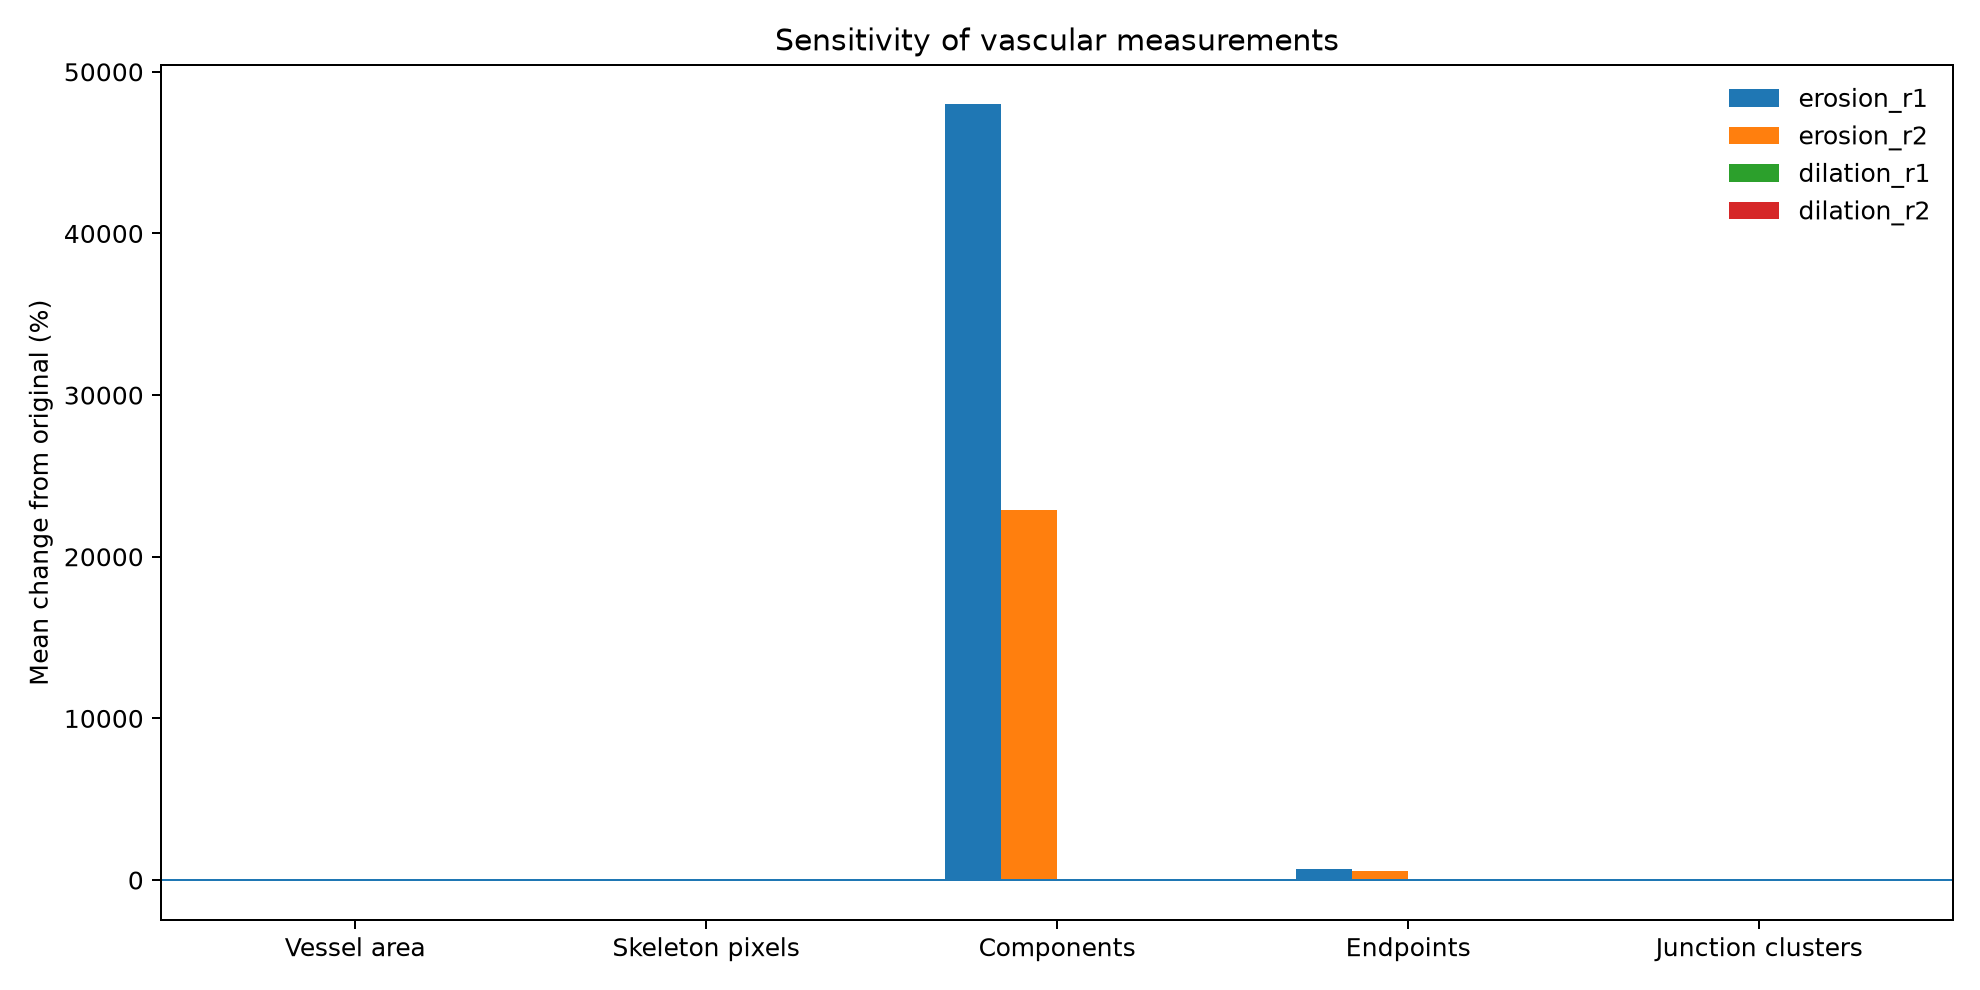 Sensitivity of vascular measurements
Mean change from original (%)
50000
40000
30000
20000
10000
0
erosion_r1
erosion_r2
dilation_r1
dilation_r2
Vessel area
Skeleton pixels
Components
Endpoints
Junction clusters